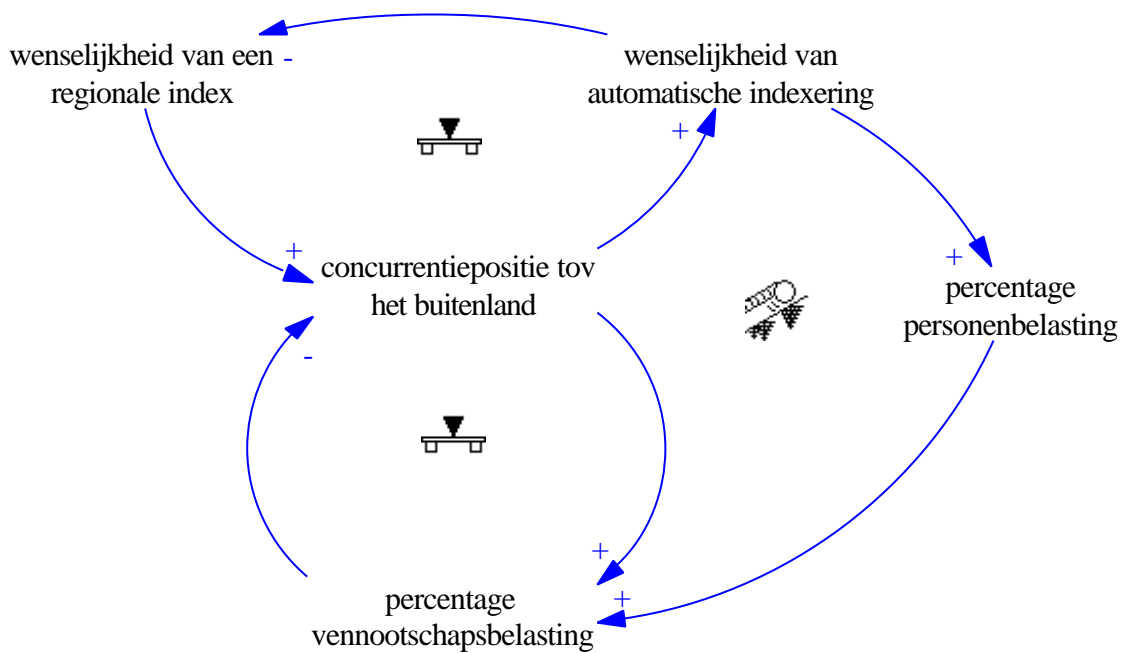 wenselijkheid van een -
regionale index
wenselijkheid van
automatische indexering
+
+
concurrentiepositie tov
het buitenland
+
percentage
personenbelasting
-
+
+
percentage
vennootschapsbelasting